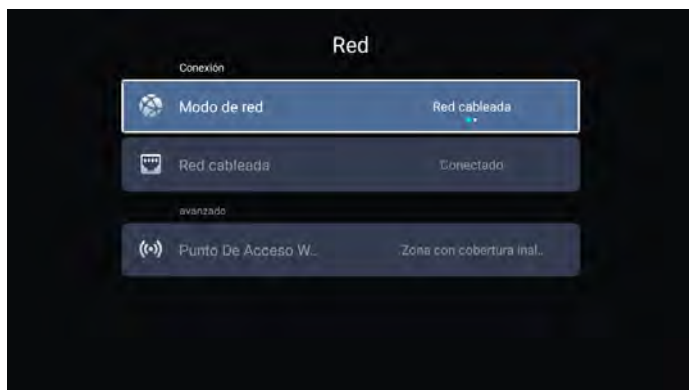 Red
Conexión
Modo de red
Red cableada
Red cableada
Conectado
avanzado
Punto De Acceso W...
Zona con cobertura inal..